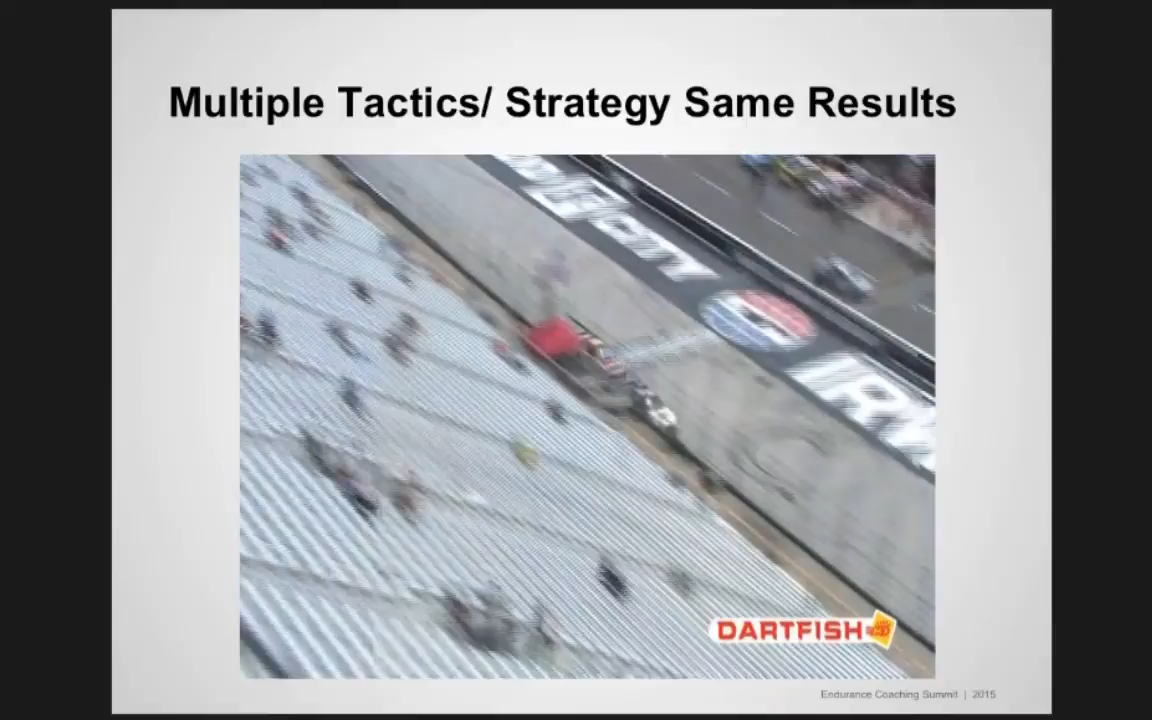 Multiple Tactics/ Strategy Same Results
DARTFISH
Endurance Coaching Summit | 2015